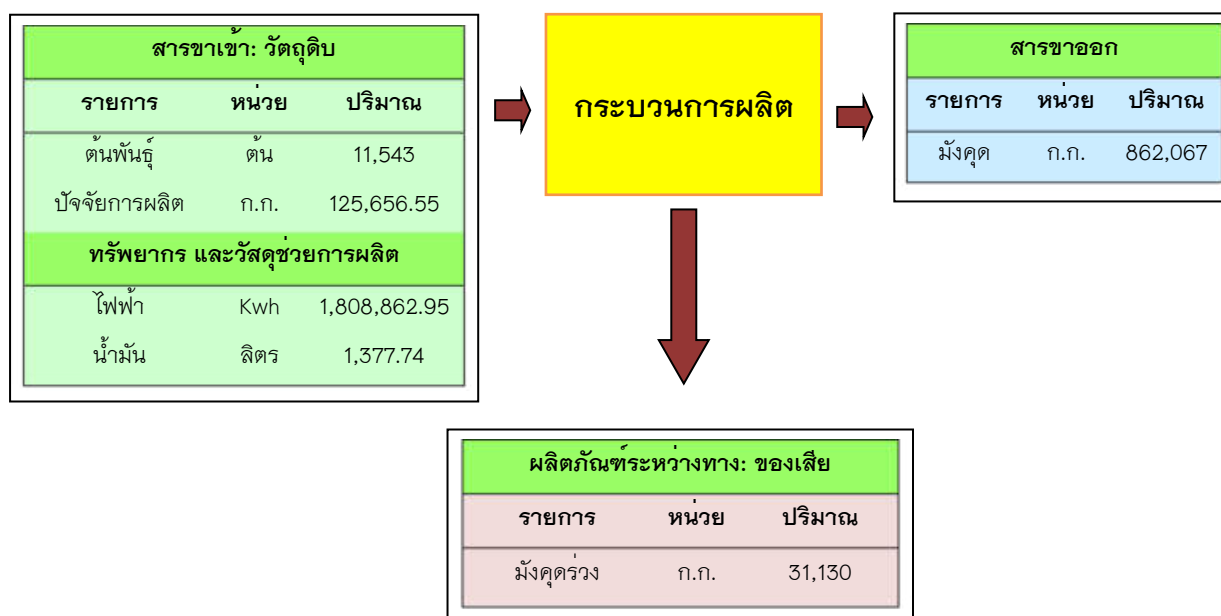 สารขาเข้า: วัตถุดิบ
รายการ หน่วย ปริมาณ
ต้นพันธุ์ ต้น 11,543
ปัจจัยการผลิต ก.ก. 125,656.55
ทรัพยากร และวัสดุช่วยการผลิต
ไฟฟ้า Kwh 1,808,862.95
น้ำมัน ลิตร 1,377.74
กระบวนการผลิต
สารขาออก
รายการ หน่วย ปริมาณ
มังคุด ก.ก. 862,067
ผลิตภัณฑ์ระหว่างทาง: ของเสีย
รายการ หน่วย ปริมาณ
มังคุดร่วง ก.ก. 31,130